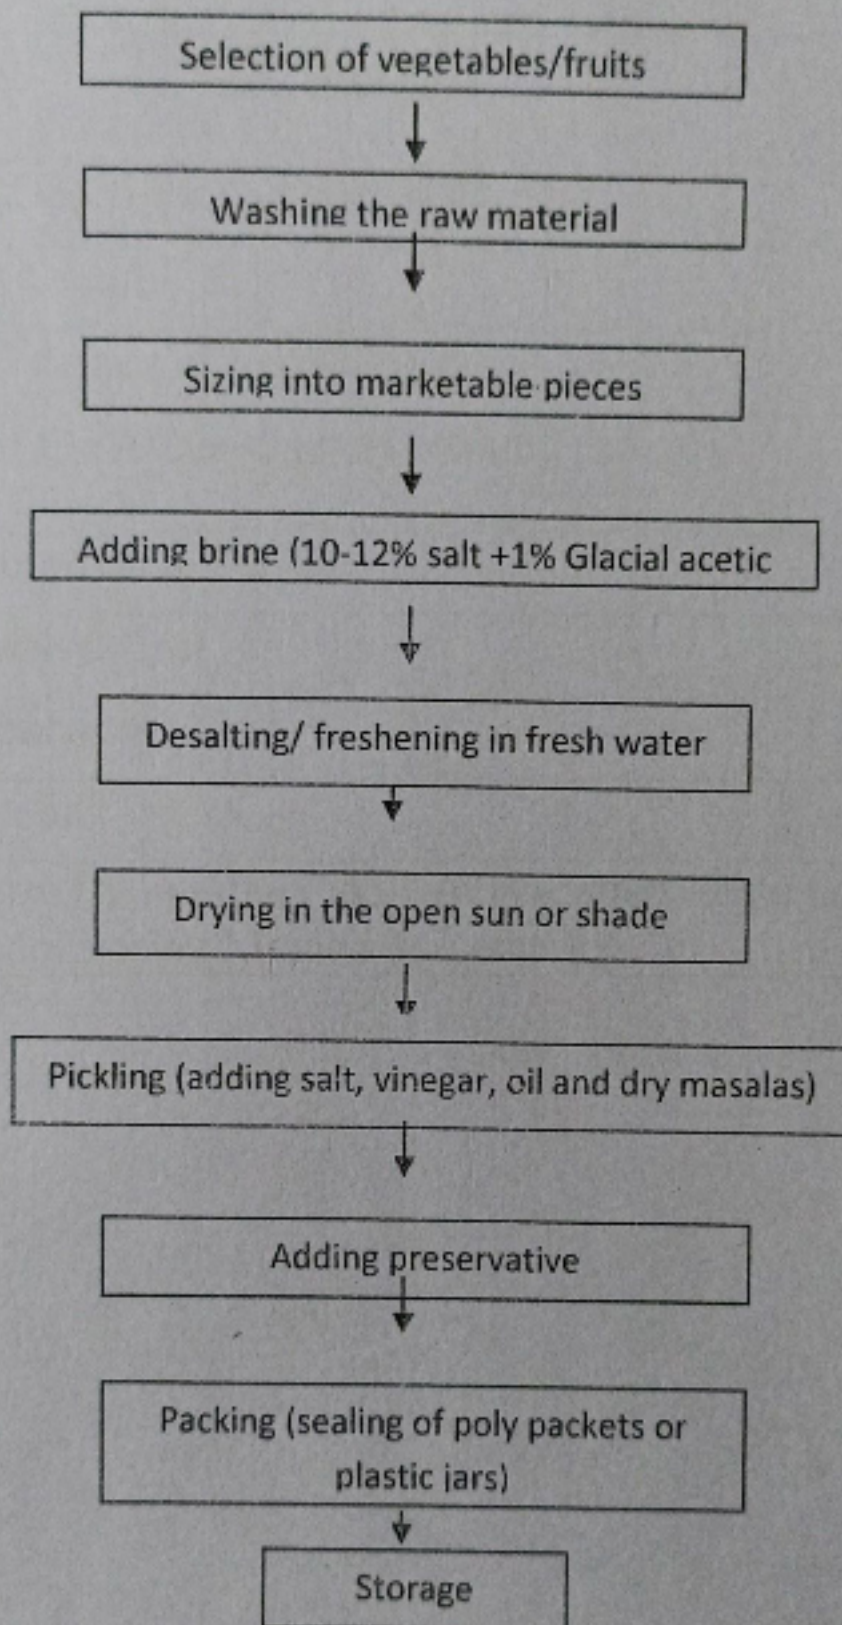 Selection of vegetables/fruits
Washing the raw material
Sizing into marketable pieces
Adding brine (10-12% salt +1% Glacial acetic
Desalting/ freshening in fresh water
Drying in the open sun or shade
Pickling (adding salt, vinegar, oil and dry masalas)
Adding preservative
Packing (sealing of poly packets or
plastic jars)
Storage